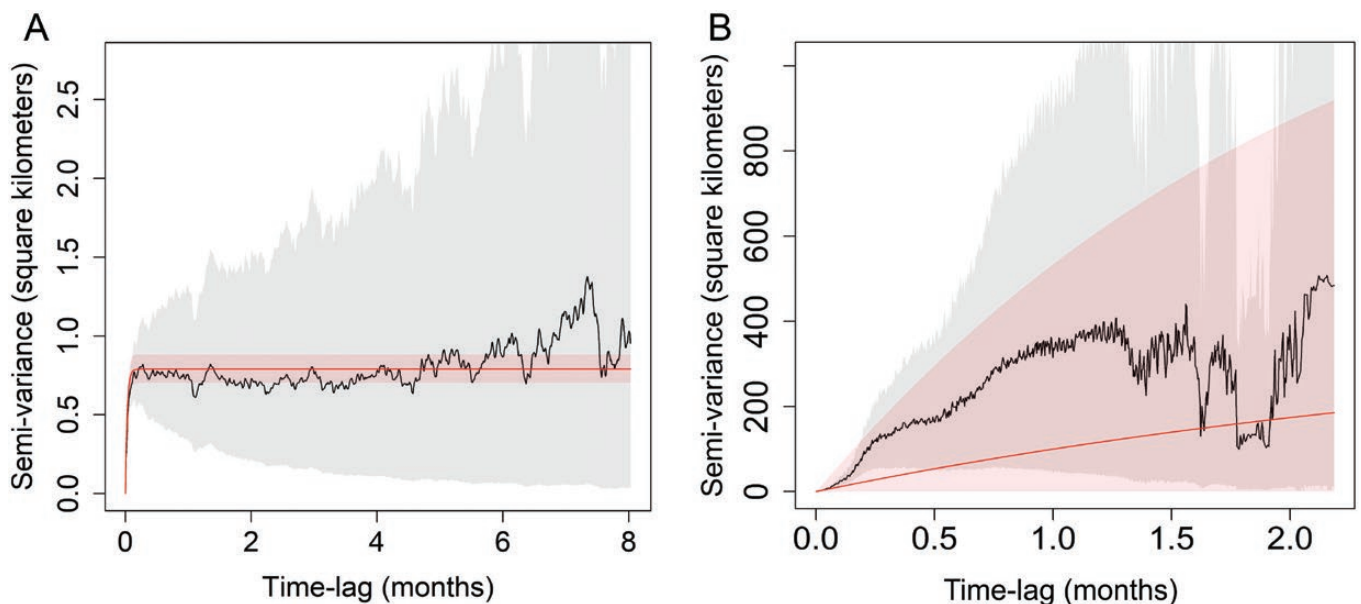 A
Semi-variance (square kilometers)
2.5
2.0
1.5
1.0
0.5
0.0
0 2 4 6 8
Time-lag (months)
B
Semi-variance (square kilometers)
800
600
400
200
0
0.0 0.5 1.0 1.5 2.0
Time-lag (months)